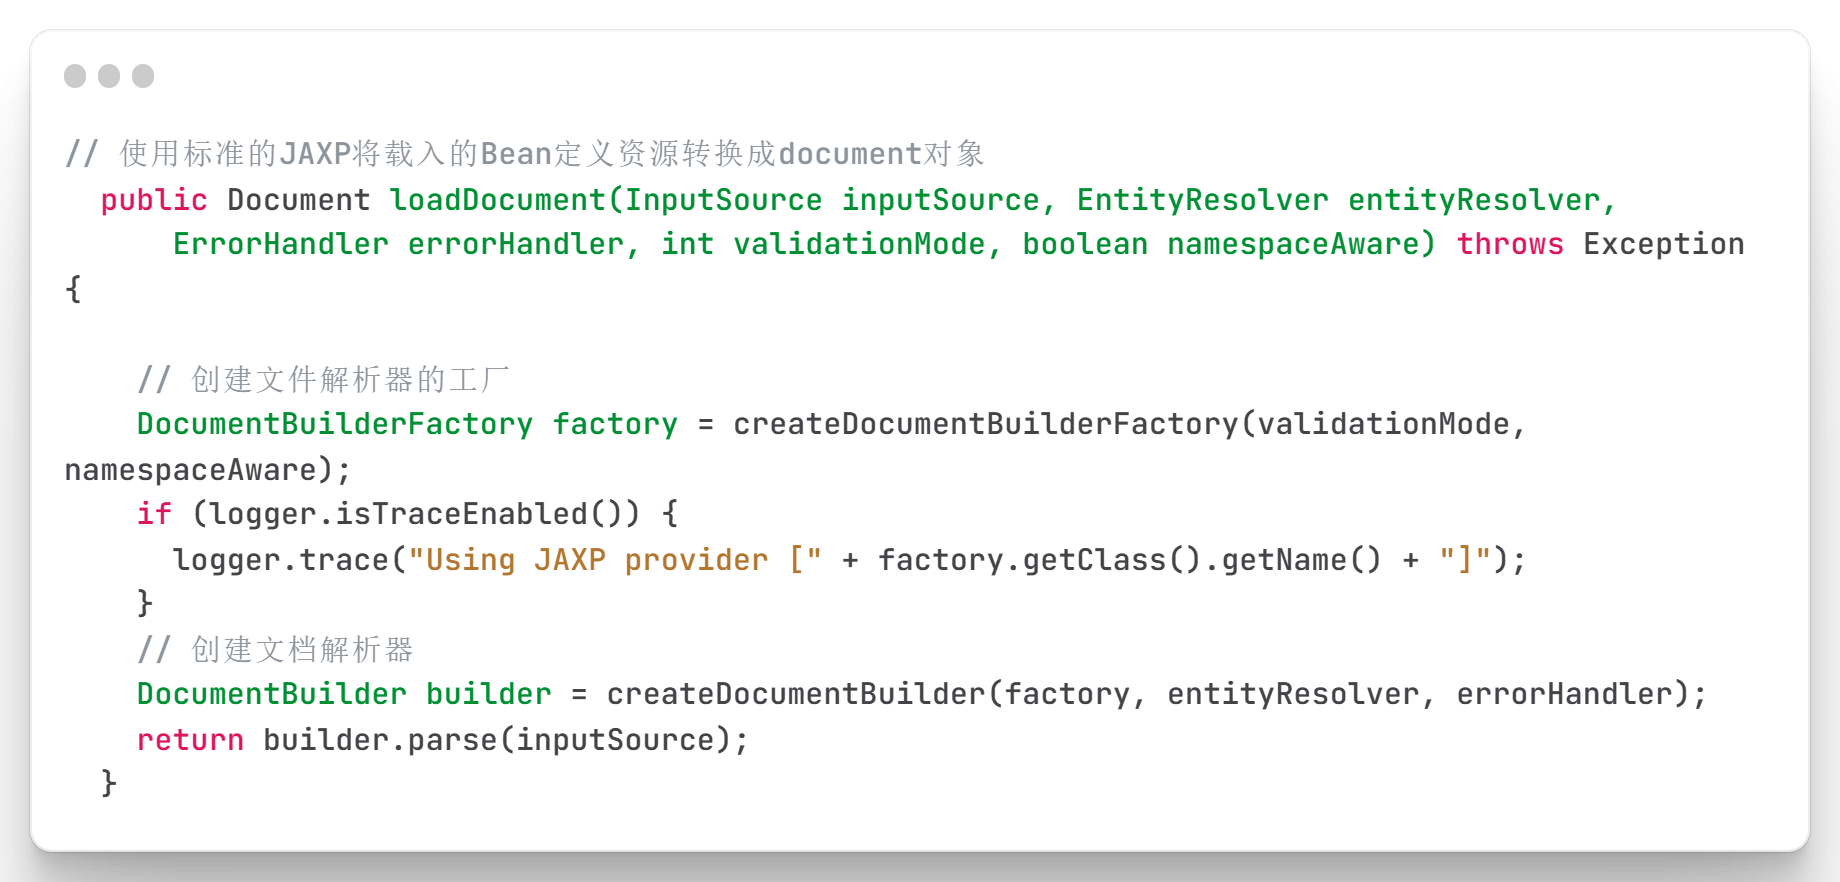 // 使用标准的JAXP将载入的Bean定义资源转换成document对象
  public Document loadDocument(InputSource inputSource, EntityResolver entityResolver,
      ErrorHandler errorHandler, int validationMode, boolean namespaceAware) throws Exception
{
    // 创建文件解析器的工厂
    DocumentBuilderFactory factory = createDocumentBuilderFactory(validationMode,
namespaceAware);
    if (logger.isTraceEnabled()) {
      logger.trace("Using JAXP provider [" + factory.getClass().getName() + "]");
    }
    // 创建文档解析器
    DocumentBuilder builder = createDocumentBuilder(factory, entityResolver, errorHandler);
    return builder.parse(inputSource);
  }